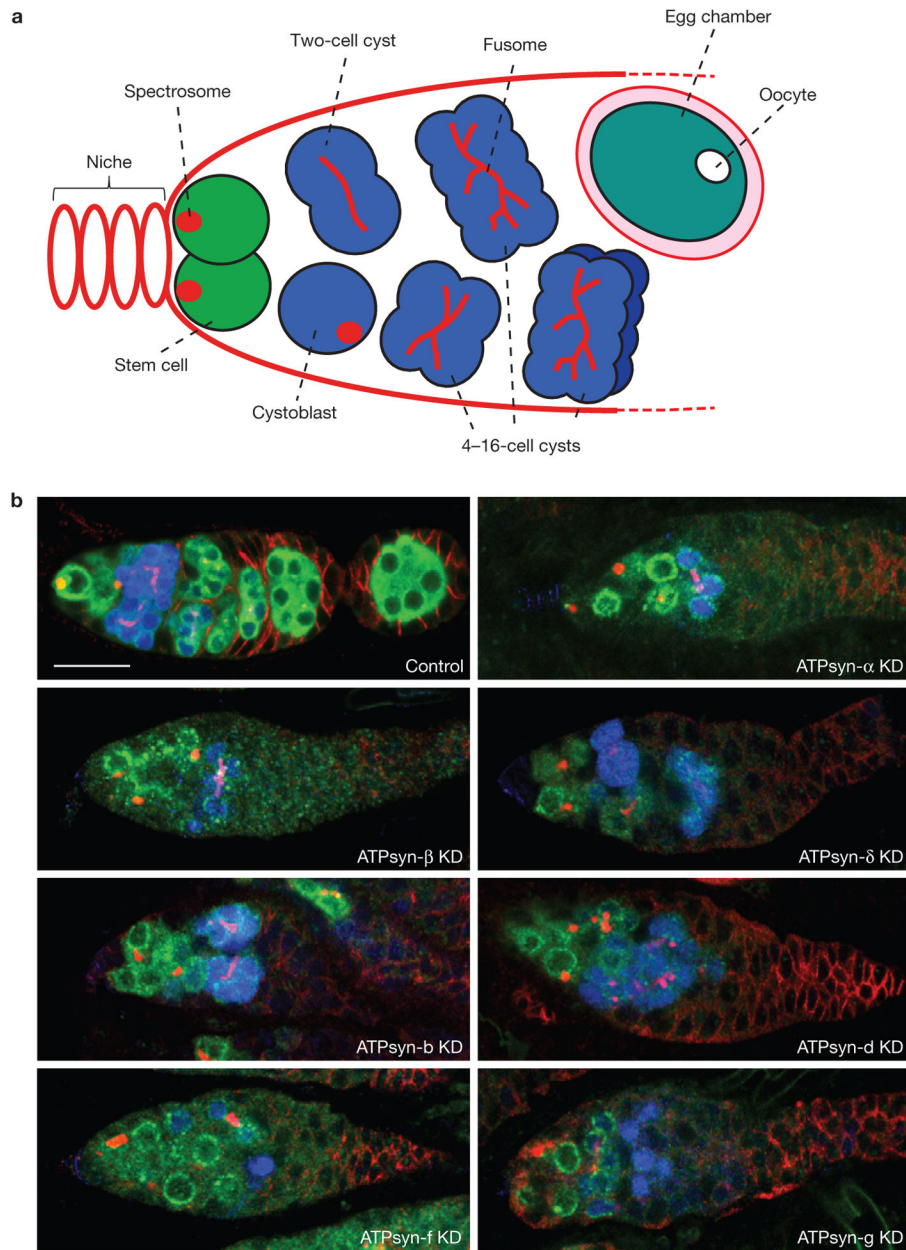 a
Egg chamber
Two-cell cyst
Fusome
Oocyte
Spectrosome
Niche
Stem cell
Cystoblast
4–16-cell cysts
b
Control
ATPsyn-α KD
ATPsyn-β KD
ATPsyn-δ KD
ATPsyn-b KD
ATPsyn-d KD
ATPsyn-f KD
ATPsyn-g KD